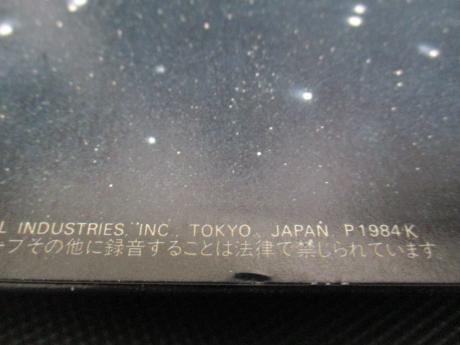 L INDUSTRIES, INC. TOKYO, JAPAN P1984·K
ープその他に録音することは法律で禁じられています。